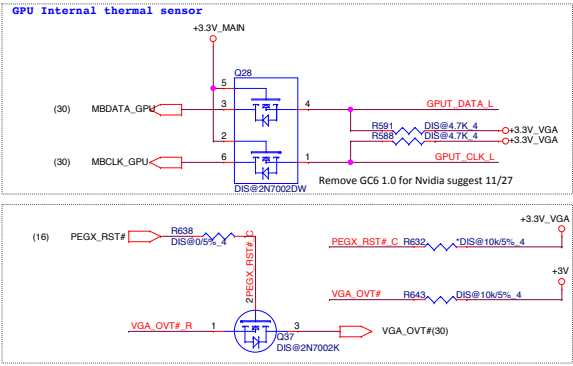 GPU Internal thermal sensor
+3.3V_MAIN
Q28
5
(30) MBDATA_GPU 3 4 GPUT_DATA_L
R591 DIS@4.7K_4 +3.3V_VGA
2 R588 DIS@4.7K_4 +3.3V_VGA
(30) MBCLK_GPU 6 1 GPUT_CLK_L
DIS@2N7002DW
Remove GC6 1.0 for Nvidia suggest 11/27
+3.3V_VGA
(16) PEGX_RST# R638
DIS@0/5%_4
PEGX_RST#_C R632 *DIS@10k/5%_4
PEGX_RST#_C
+3V
2
VGA_OVT# R643 DIS@10k/5%_4
VGA_OVT#_R 1 3 VGA_OVT#(30)
Q37
DIS@2N7002K